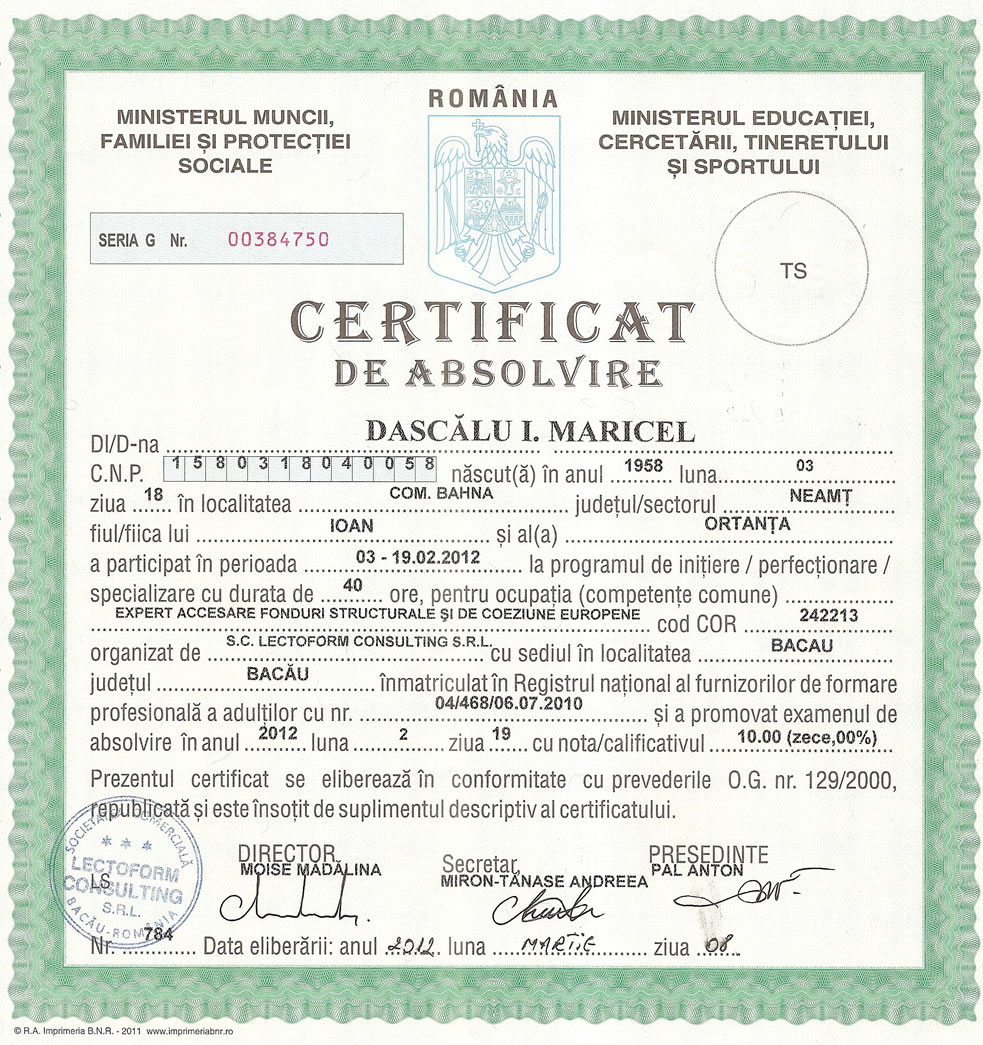 ROMÂNIA
MINISTERUL MUNCII,
FAMILIEI ȘI PROTECȚIEI
SOCIALE
MINISTERUL EDUCAȚIEI,
CERCETĂRII, TINERETULUI
ȘI SPORTULUI
SERIA G Nr. 00384750
TS
CERTIFICAT
DE ABSOLVIRE
Dl/D-na DASCĂLU I. MARICEL
C.N.P. 1580318040058 născut(ă) în anul 1958 luna 03
ziua 18 în localitatea COM. BAHNA județul/sectorul NEAMȚ
fiul/fiica lui IOAN și al(a) ORTANȚA
a participat în perioada 03 - 19.02.2012 la programul de inițiere / perfecționare /
specializare cu durata de 40 ore, pentru ocupația (competențe comune)
EXPERT ACCESARE FONDURI STRUCTURALE ŞI DE COEZIUNE EUROPENE cod COR 242213
organizat de S.C. LECTOFORM CONSULTING S.R.L. cu sediul în localitatea BACAU
județul BACĂU înmatriculat în Registrul național al furnizorilor de formare
profesională a adulților cu nr. 04/468/06.07.2010 și a promovat examenul de
absolvire în anul 2012 luna 2 ziua 19 cu nota/calificativul 10.00 (zece,00%)
Prezentul certificat se eliberează în conformitate cu prevederile O.G. nr. 129/2000,
republicată și este însoțit de suplimentul descriptiv al certificatului.
SOCIETATEA COMERCIALĂ
LECTOFORM
CONSULTING
S.R.L.
BACĂU-ROMÂNIA
LS
DIRECTOR
MOISE MĂDĂLINA
Secretar,
MIRON-TĂNASE ANDREEA
PRESEDINTE
PAL ANTON
Nr. 784 Data eliberării: anul 2012 luna MARTIE ziua 08
© R.A. Imprimeria B.N.R. - 2011 www.imprimeriabnr.ro